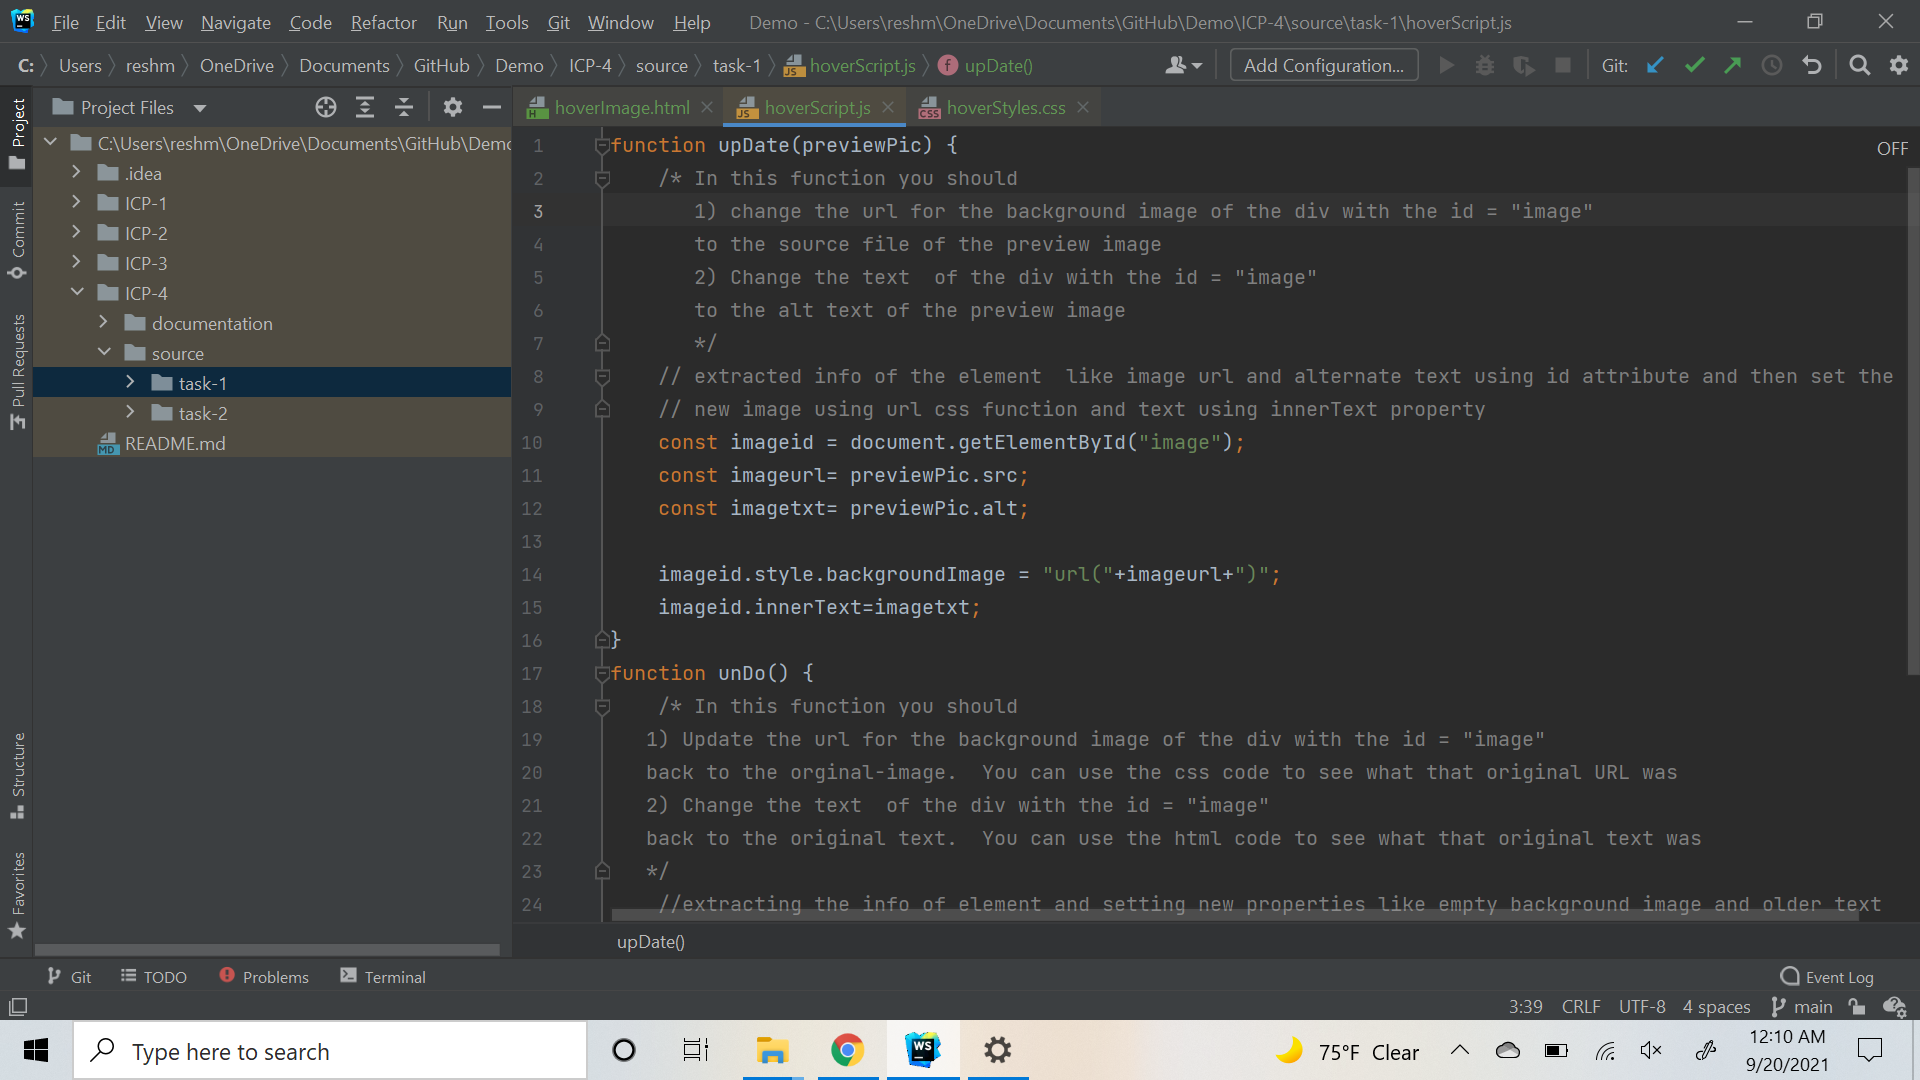 WS File Edit View Navigate Code Refactor Run Tools Git Window Help Demo - C:\Users\reshm\OneDrive\Documents\GitHub\Demo\ICP-4\source\task-1\hoverScript.js
C: Users reshm OneDrive Documents GitHub Demo ICP-4 source task-1 JS hoverScript.js f upDate() Add Configuration... Git:
Project Files
H hoverImage.html JS hoverScript.js CSS hoverStyles.css
Project
Commit
Pull Requests
Structure
Favorites
C:\Users\reshm\OneDrive\Documents\GitHub\Demo
.idea
ICP-1
ICP-2
ICP-3
ICP-4
documentation
source
task-1
task-2
MD README.md
OFF
1 function upDate(previewPic) {
2 /* In this function you should
3 1) change the url for the background image of the div with the id = "image"
4 to the source file of the preview image
5 2) Change the text  of the div with the id = "image"
6 to the alt text of the preview image
7 */
8 // extracted info of the element  like image url and alternate text using id attribute and then set the
9 // new image using url css function and text using innerText property
10 const imageid = document.getElementById("image");
11 const imageurl= previewPic.src;
12 const imagetxt= previewPic.alt;
13
14 imageid.style.backgroundImage = "url("+imageurl+")";
15 imageid.innerText=imagetxt;
16 }
17 function unDo() {
18 /* In this function you should
19 1) Update the url for the background image of the div with the id = "image"
20 back to the orginal-image.  You can use the css code to see what that original URL was
21 2) Change the text  of the div with the id = "image"
22 back to the original text.  You can use the html code to see what that original text was
23 */
24 //extracting the info of element and setting new properties like empty background image and older text
upDate()
Git TODO Problems Terminal Event Log
3:39 CRLF UTF-8 4 spaces main
Type here to search WS 75°F Clear 12:10 AM
9/20/2021